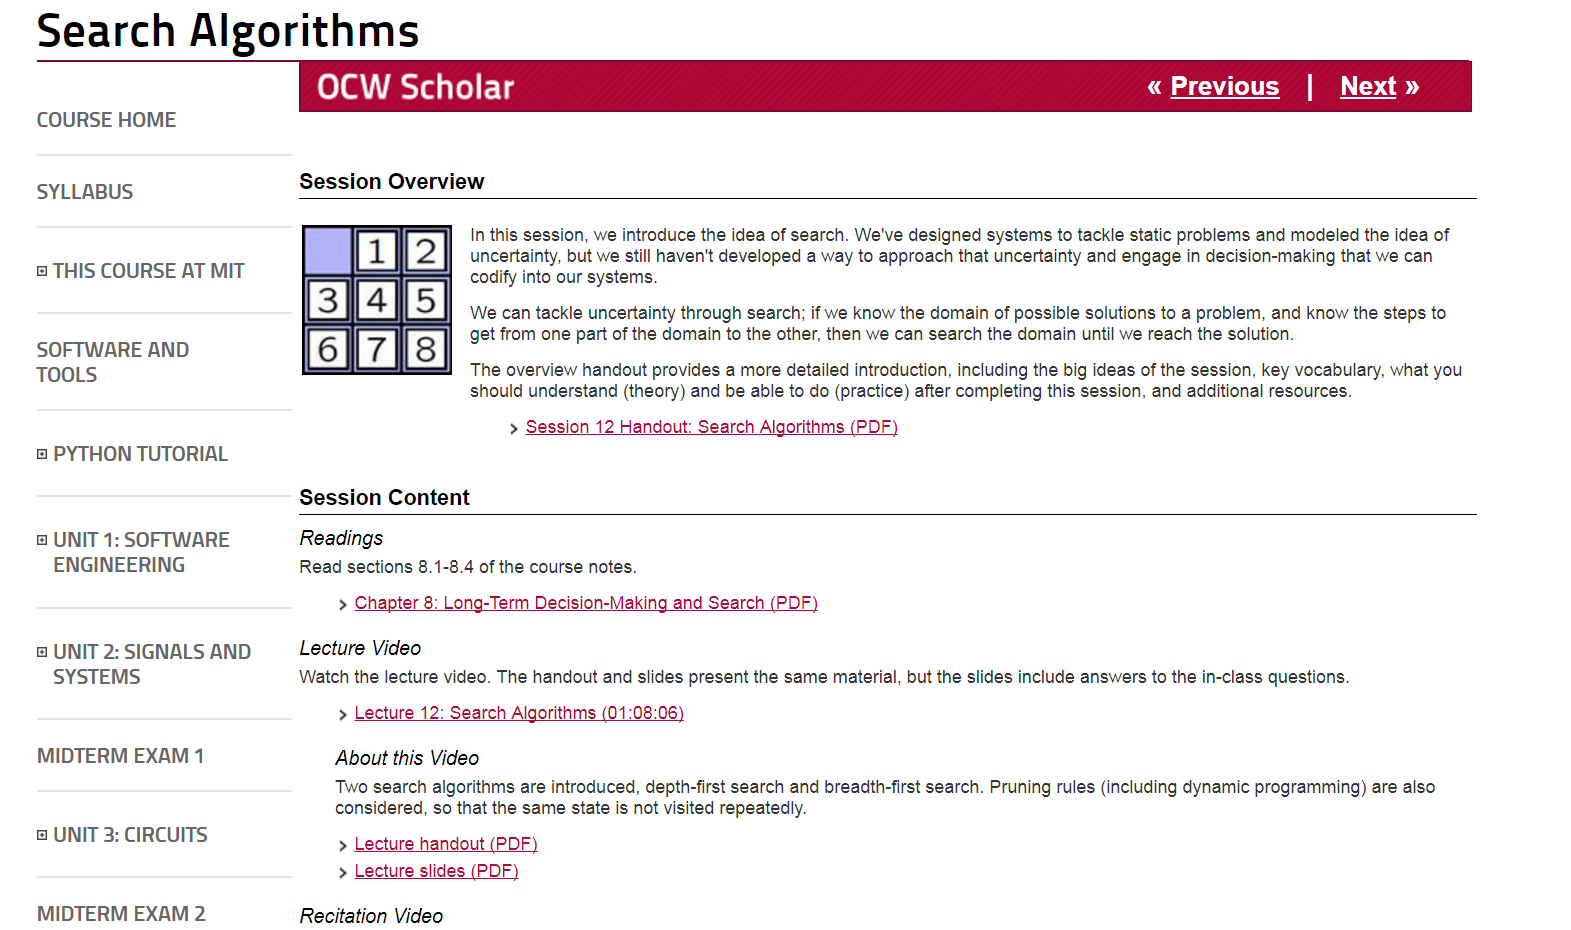 Search Algorithms
OCW Scholar
« Previous | Next »
COURSE HOME
SYLLABUS
THIS COURSE AT MIT
SOFTWARE AND
TOOLS
PYTHON TUTORIAL
UNIT 1: SOFTWARE
ENGINEERING
UNIT 2: SIGNALS AND
SYSTEMS
MIDTERM EXAM 1
UNIT 3: CIRCUITS
MIDTERM EXAM 2
Session Overview
1 2
3 4 5
6 7 8
In this session, we introduce the idea of search. We've designed systems to tackle static problems and modeled the idea of
uncertainty, but we still haven't developed a way to approach that uncertainty and engage in decision-making that we can
codify into our systems.
We can tackle uncertainty through search; if we know the domain of possible solutions to a problem, and know the steps to
get from one part of the domain to the other, then we can search the domain until we reach the solution.
The overview handout provides a more detailed introduction, including the big ideas of the session, key vocabulary, what you
should understand (theory) and be able to do (practice) after completing this session, and additional resources.
Session 12 Handout: Search Algorithms (PDF)
Session Content
Readings
Read sections 8.1-8.4 of the course notes.
Chapter 8: Long-Term Decision-Making and Search (PDF)
Lecture Video
Watch the lecture video. The handout and slides present the same material, but the slides include answers to the in-class questions.
Lecture 12: Search Algorithms (01:08:06)
About this Video
Two search algorithms are introduced, depth-first search and breadth-first search. Pruning rules (including dynamic programming) are also
considered, so that the same state is not visited repeatedly.
Lecture handout (PDF)
Lecture slides (PDF)
Recitation Video